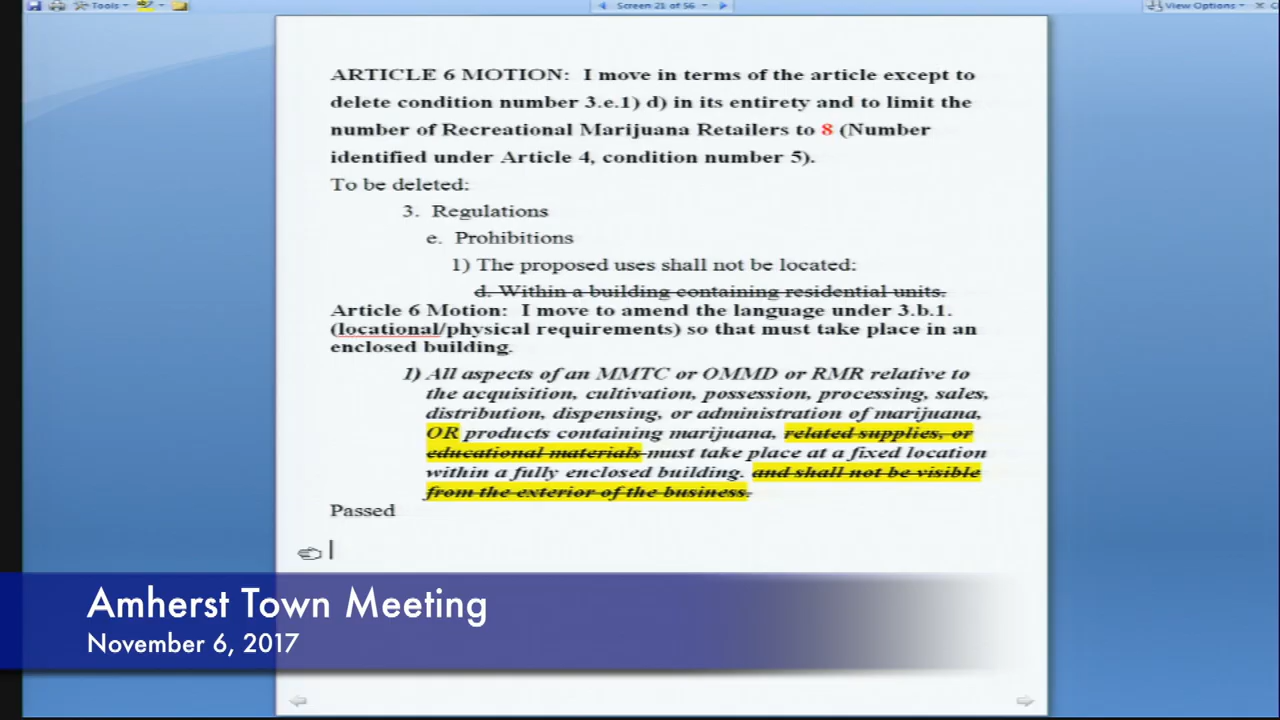 Tools
Screen 21 of 56
View Options
ARTICLE 6 MOTION: I move in terms of the article except to
delete condition number 3.e.1) d) in its entirety and to limit the
number of Recreational Marijuana Retailers to 8 (Number
identified under Article 4, condition number 5).
To be deleted:
3. Regulations
e. Prohibitions
1) The proposed uses shall not be located:
d. Within a building containing residential units.
Article 6 Motion: I move to amend the language under 3.b.1.
(locational/physical requirements) so that must take place in an
enclosed building.
1) All aspects of an MMTC or OMMD or RMR relative to
the acquisition, cultivation, possession, processing, sales,
distribution, dispensing, or administration of marijuana,
OR products containing marijuana, related supplies, or
educational materials must take place at a fixed location
within a fully enclosed building. and shall not be visible
from the exterior of the business.
Passed
Amherst Town Meeting
November 6, 2017